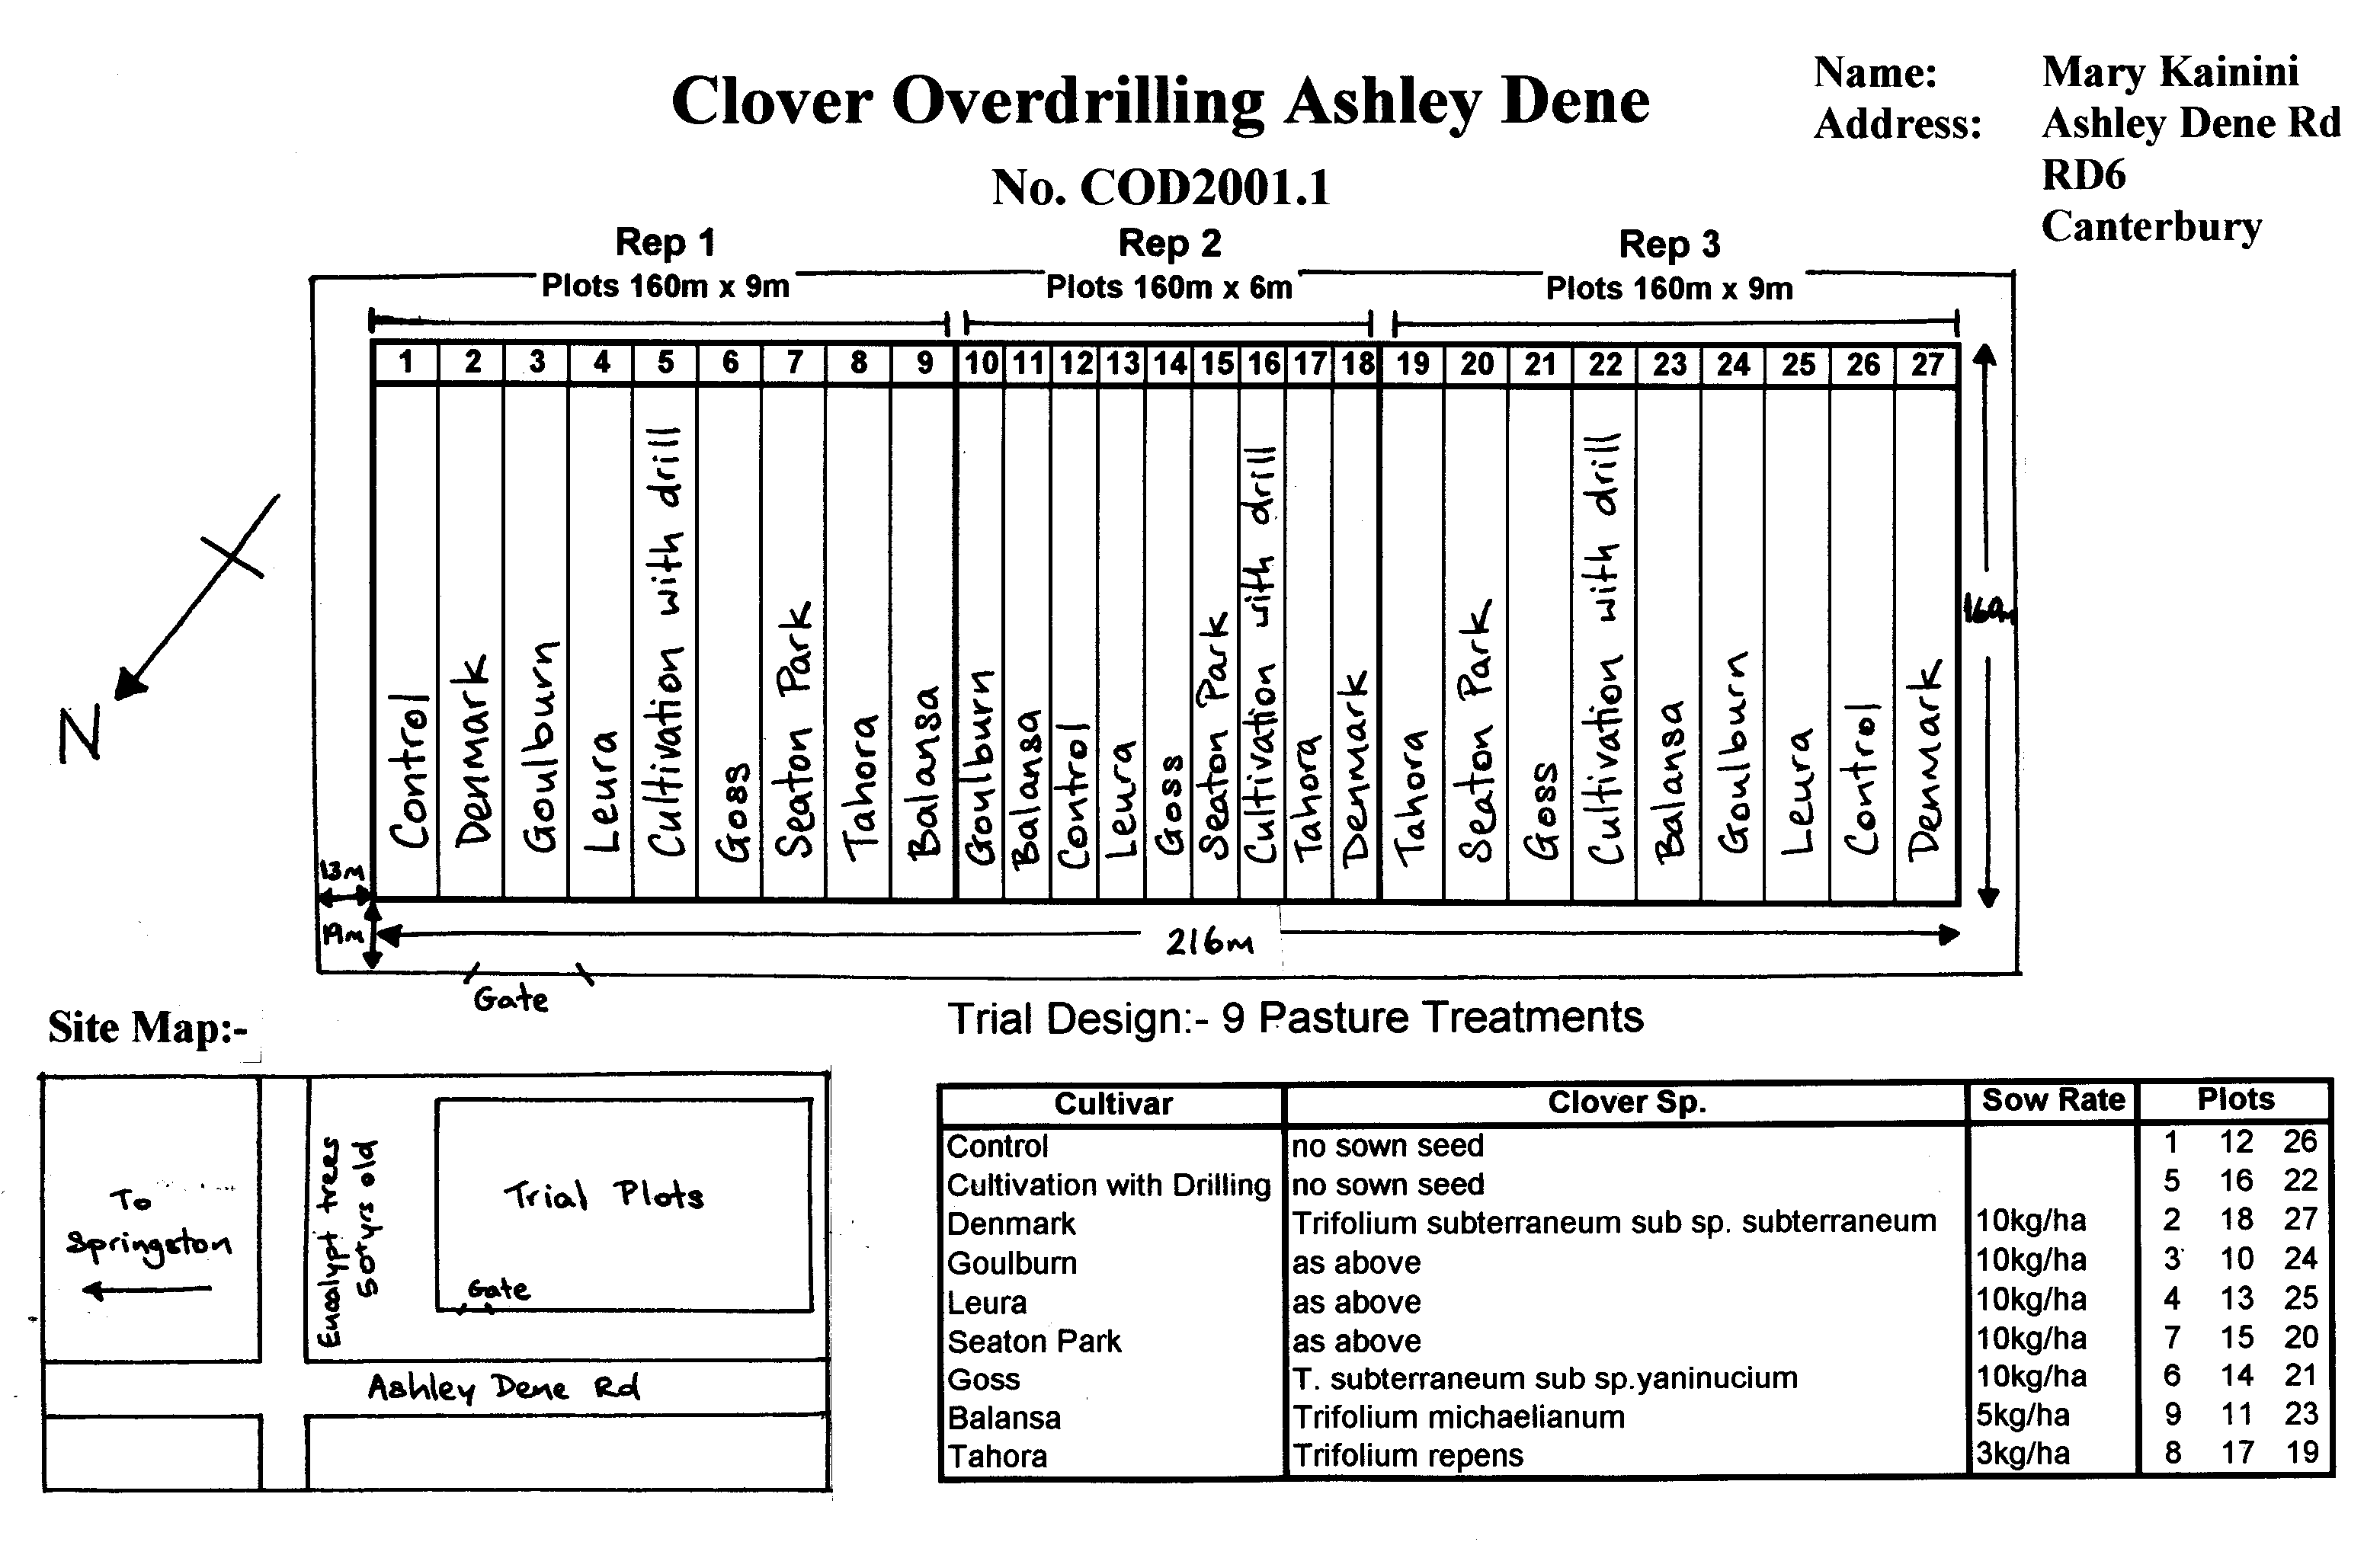 Clover Overdrilling Ashley Dene
No. COD2001.1
Name: Mary Kainini
Address: Ashley Dene Rd
RD6
Canterbury
Rep 1 Rep 2 Rep 3
Plots 160m x 9m Plots 160m x 6m Plots 160m x 9m
1 2 3 4 5 6 7 8 9 10 11 12 13 14 15 16 17 18 19 20 21 22 23 24 25 26 27
Control
Denmark
Goulburn
Leura
Cultivation with drill
Goss
Seaton Park
Tahora
Balansa
Goulburn
Balansa
Control
Leura
Goss
Seaton Park
Cultivation with drill
Tahora
Denmark
Tahora
Seaton Park
Goss
Cultivation with drill
Balansa
Goulburn
Leura
Control
Denmark
160m
N
13m
19m
216m
Gate
Site Map:-
To
Springston
Eucalypt trees
50tyrs old
Trial Plots
Gate
Ashley Dene Rd
Trial Design:- 9 Pasture Treatments
Cultivar Clover Sp. Sow Rate Plots
Control no sown seed 1 12 26
Cultivation with Drilling no sown seed 5 16 22
Denmark Trifolium subterraneum sub sp. subterraneum 10kg/ha 2 18 27
Goulburn as above 10kg/ha 3 10 24
Leura as above 10kg/ha 4 13 25
Seaton Park as above 10kg/ha 7 15 20
Goss T. subterraneum sub sp.yaninucium 10kg/ha 6 14 21
Balansa Trifolium michaelianum 5kg/ha 9 11 23
Tahora Trifolium repens 3kg/ha 8 17 19